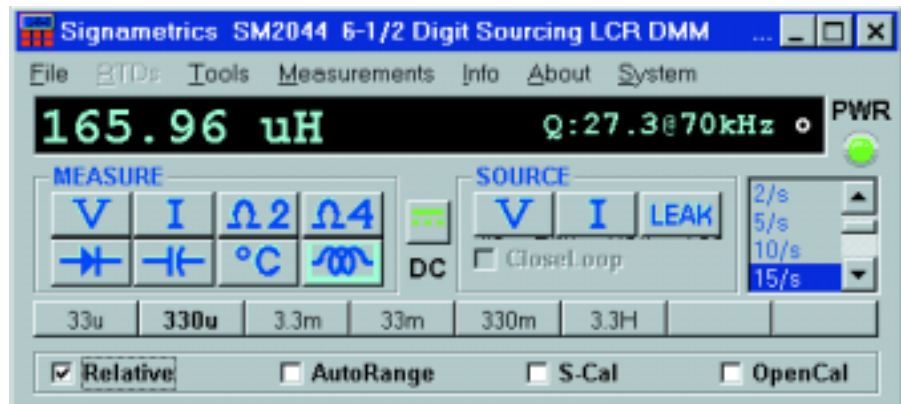 Signametrics SM2044 6-1/2 Digit Sourcing LCR DMM ...
File RTDs Tools Measurements Info About System
165.96 uH Q:27.3@70kHz
PWR
MEASURE
V I Ω2 Ω4
°C
DC
SOURCE
V I LEAK
CloseLoop
2/s
5/s
10/s
15/s
33u 330u 3.3m 33m 330m 3.3H
Relative AutoRange S-Cal OpenCal